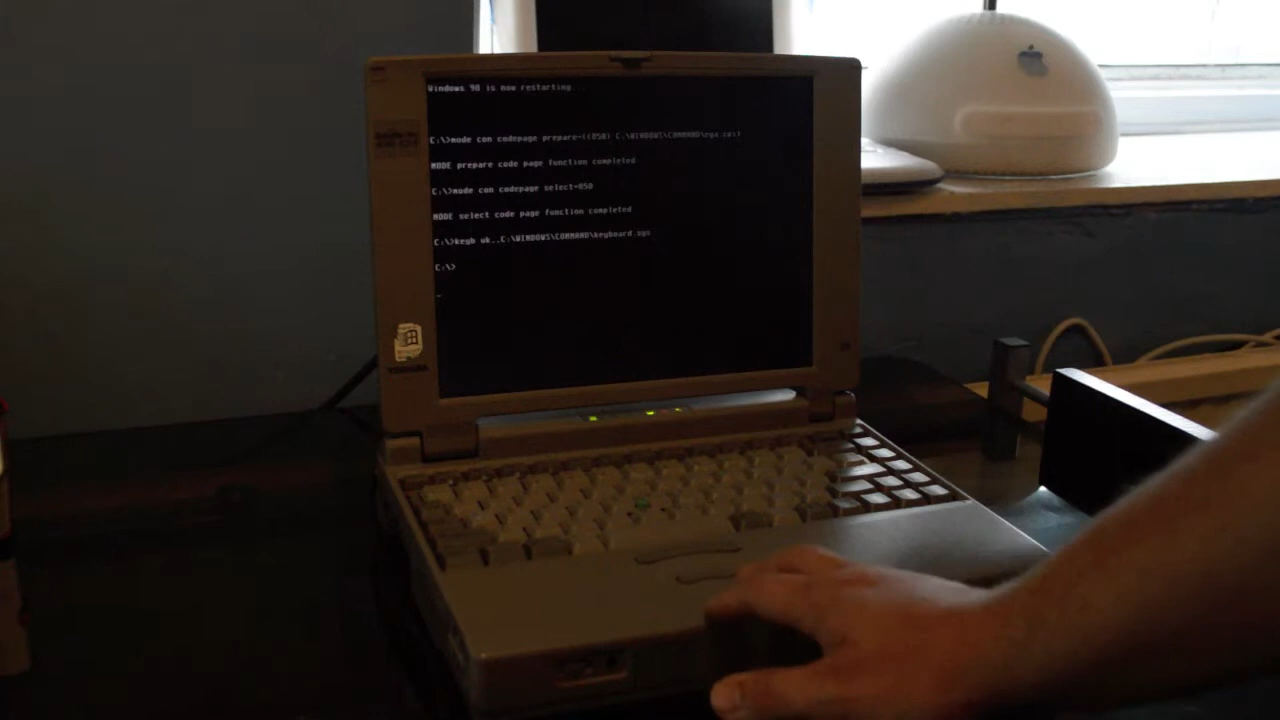 Windows 98 is now restarting...
C:\>mode con codepage prepare=((850) C:\WINDOWS\COMMAND\ega.cpi)
MODE prepare code page function completed
C:\>mode con codepage select=850
MODE select code page function completed
C:\>keyb uk,,C:\WINDOWS\COMMAND\keyboard.sys
C:\>
TOSHIBA